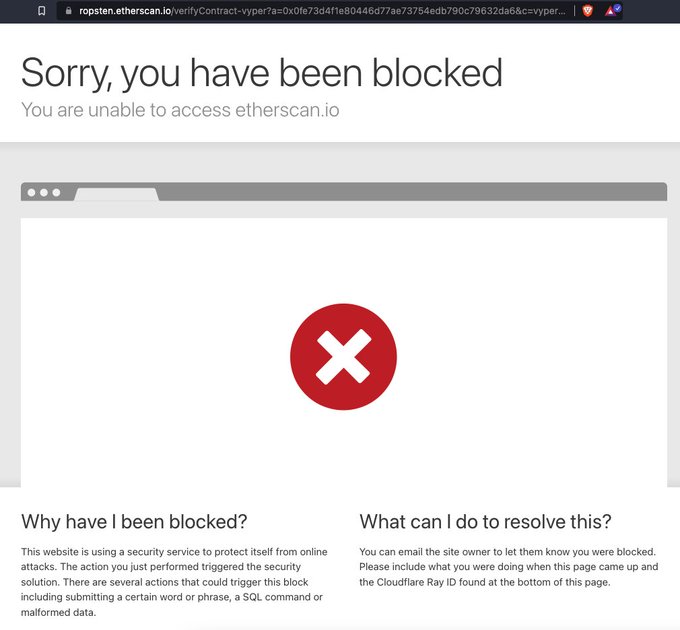 ropsten.etherscan.io/verifyContract-vyper?a=0x0fe73d4f1e80446d77ae73754edb790c79632da6&c=vyper...
Sorry, you have been blocked
You are unable to access etherscan.io
Why have I been blocked?
This website is using a security service to protect itself from online
attacks. The action you just performed triggered the security
solution. There are several actions that could trigger this block
including submitting a certain word or phrase, a SQL command or
malformed data.
What can I do to resolve this?
You can email the site owner to let them know you were blocked.
Please include what you were doing when this page came up and
the Cloudflare Ray ID found at the bottom of this page.